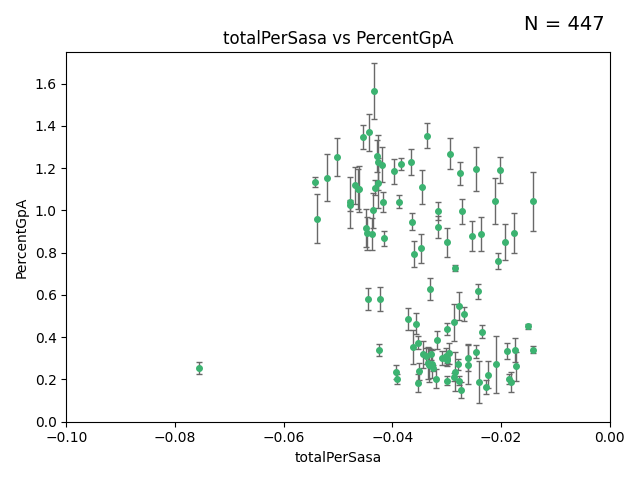 N = 447
totalPerSasa vs PercentGpA
PercentGpA
1.6
1.4
1.2
1.0
0.8
0.6
0.4
0.2
0.0
−0.10 −0.08 −0.06 −0.04 −0.02 0.00
totalPerSasa